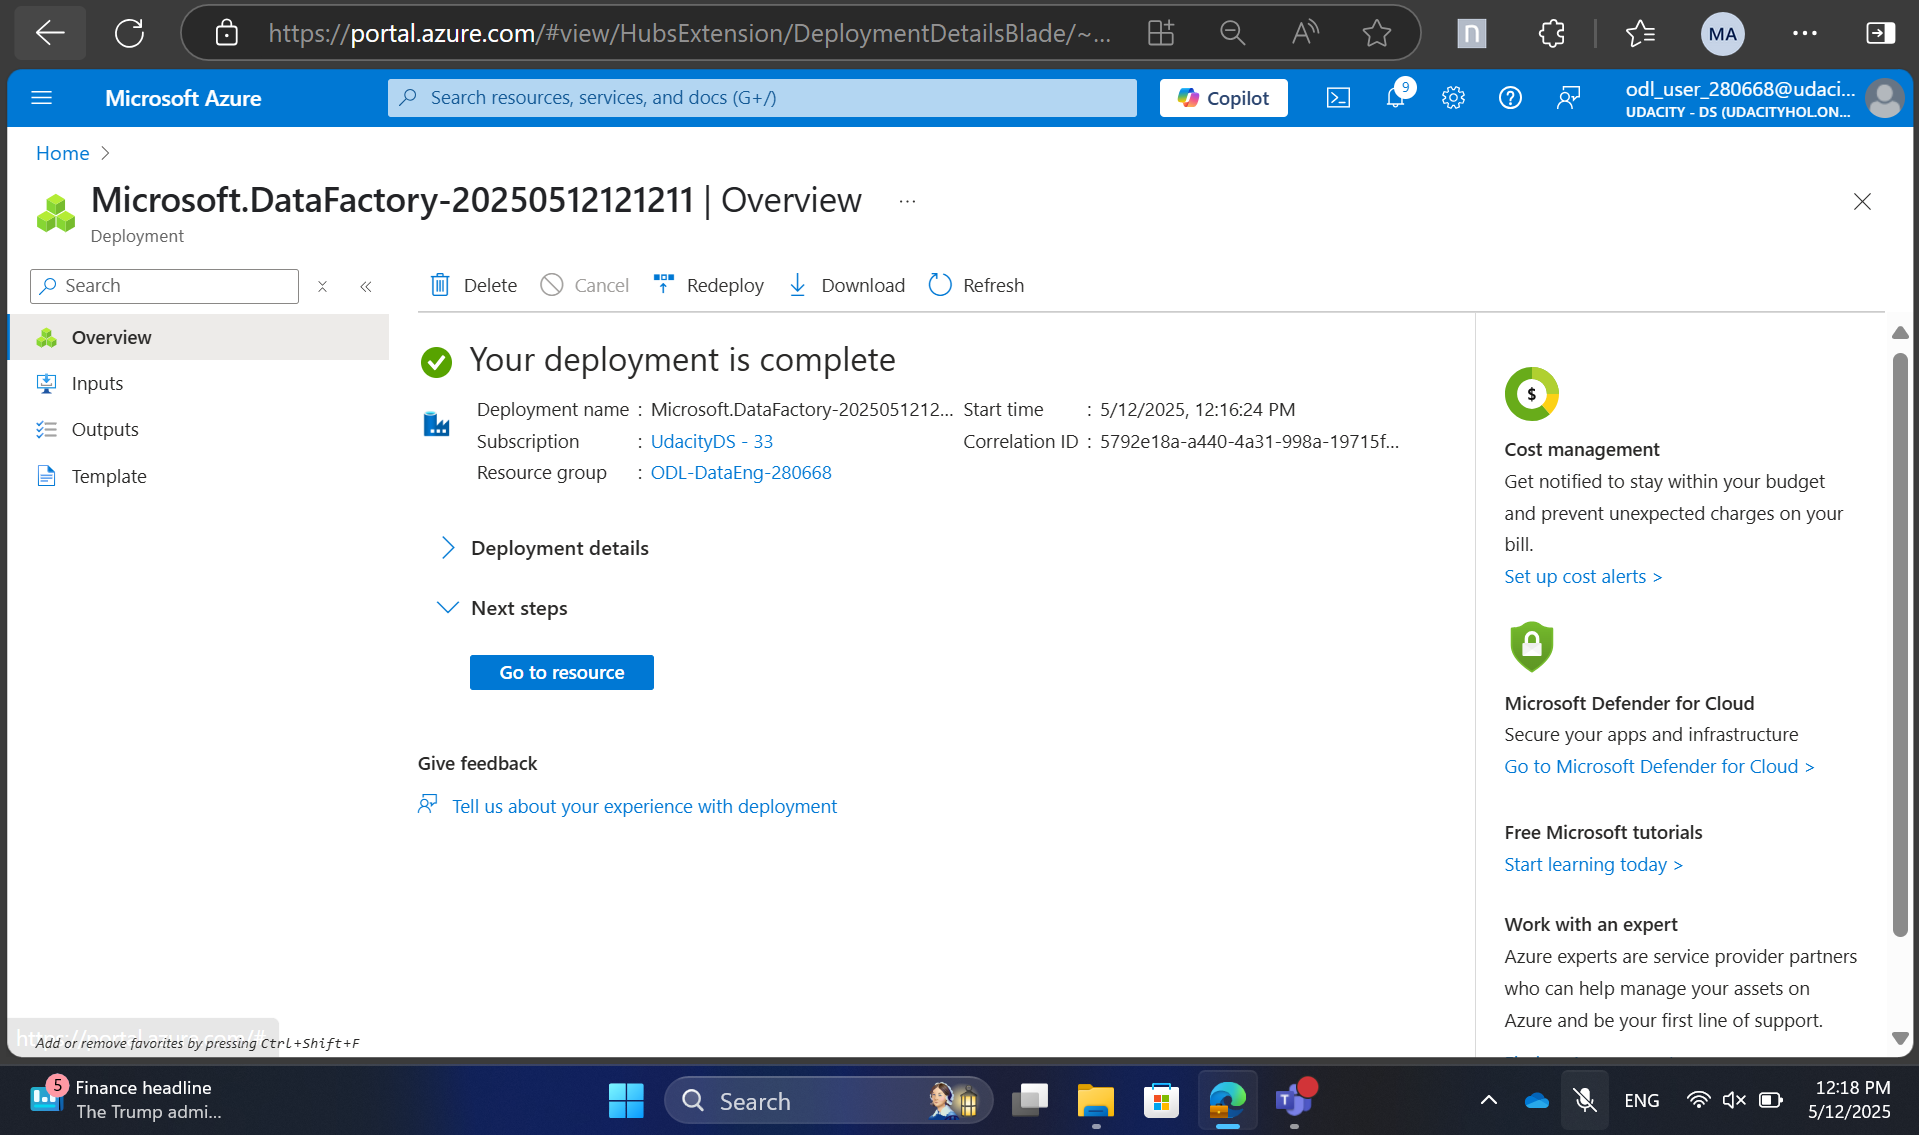 https://portal.azure.com/#view/HubsExtension/DeploymentDetailsBlade/~...
n
MA
Microsoft Azure
Search resources, services, and docs (G+/)
Copilot
9
odl_user_280668@udaci...
UDACITY - DS (UDACITYHOL.ON...
Home
Microsoft.DataFactory-20250512121211 | Overview ...
Deployment
Search
Delete
Cancel
Redeploy
Download
Refresh
Overview
Inputs
Outputs
Template
Your deployment is complete
Deployment name : Microsoft.DataFactory-2025051212... Start time : 5/12/2025, 12:16:24 PM
Subscription : UdacityDS - 33 Correlation ID : 5792e18a-a440-4a31-998a-19715f...
Resource group : ODL-DataEng-280668
Deployment details
Next steps
Go to resource
Give feedback
Tell us about your experience with deployment
$
Cost management
Get notified to stay within your budget
and prevent unexpected charges on your
bill.
Set up cost alerts >
Microsoft Defender for Cloud
Secure your apps and infrastructure
Go to Microsoft Defender for Cloud >
Free Microsoft tutorials
Start learning today >
Work with an expert
Azure experts are service provider partners
who can help manage your assets on
Azure and be your first line of support.
https://portal.azure.com/#
Add or remove favorites by pressing Ctrl+Shift+F
5
Finance headline
The Trump admi...
Search
T
ENG
12:18 PM
5/12/2025